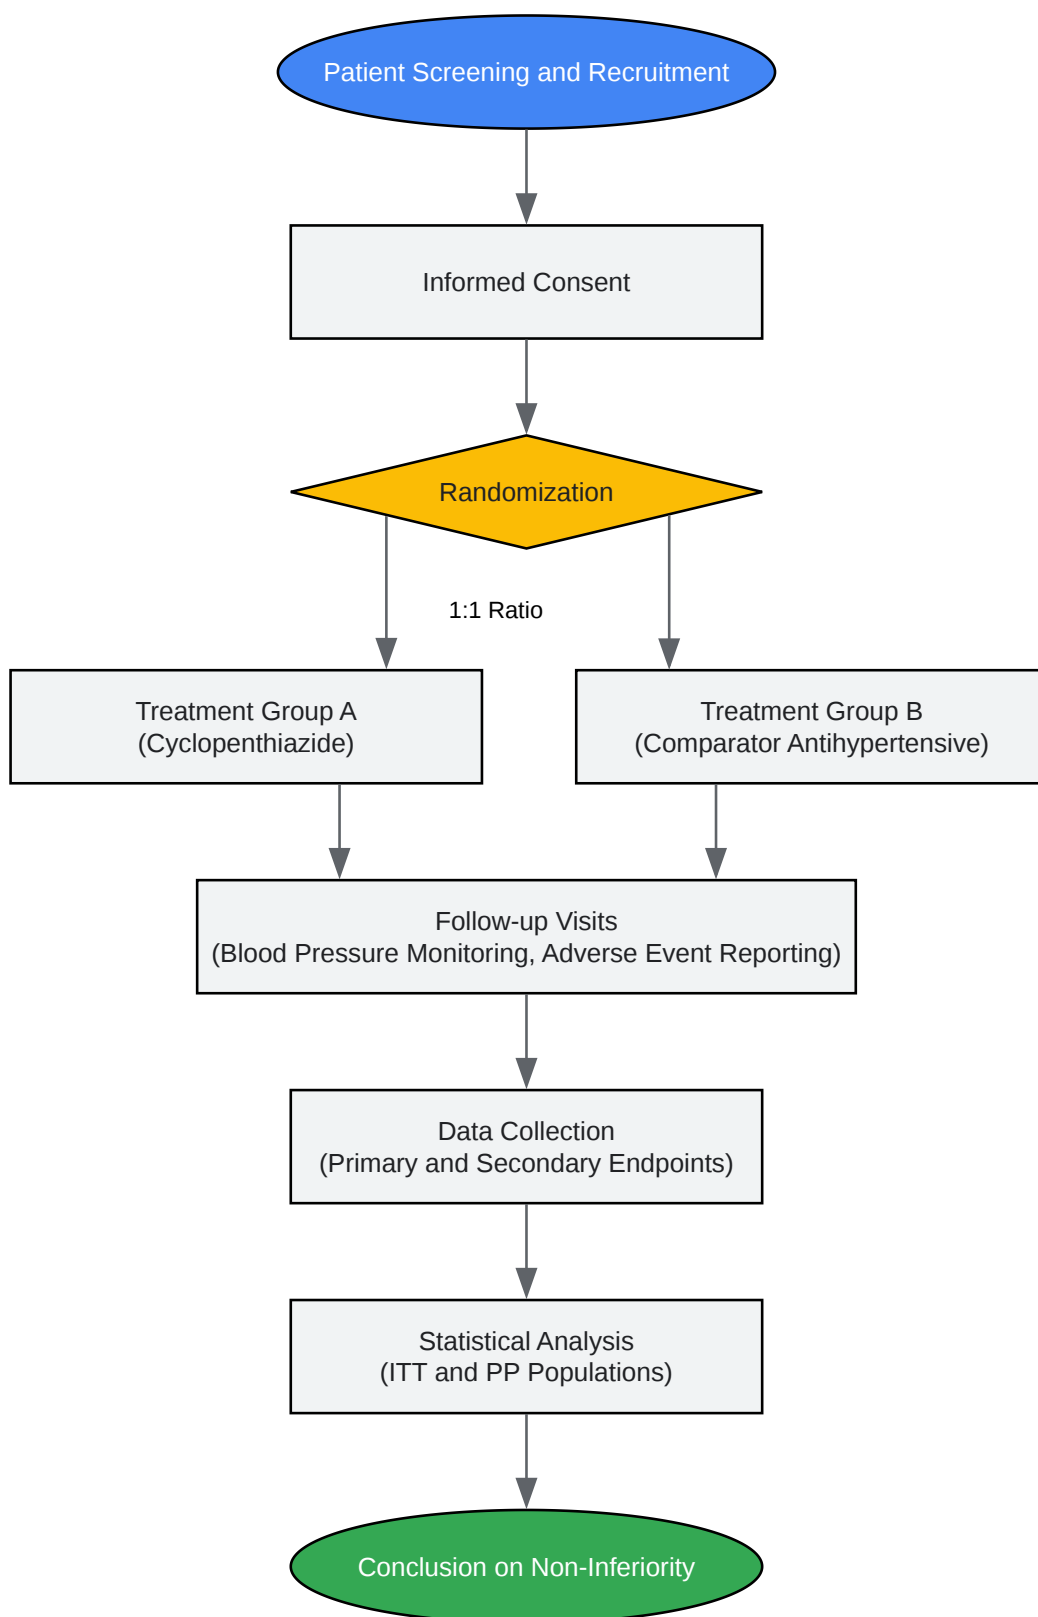 Patient Screening and Recruitment
Informed Consent
Randomization
1:1 Ratio
Treatment Group A
(Cyclopenthiazide)
Treatment Group B
(Comparator Antihypertensive)
Follow-up Visits
(Blood Pressure Monitoring, Adverse Event Reporting)
Data Collection
(Primary and Secondary Endpoints)
Statistical Analysis
(ITT and PP Populations)
Conclusion on Non-Inferiority